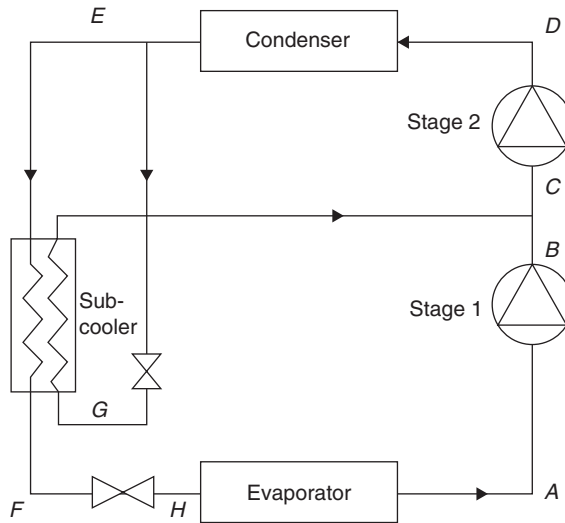 E
Condenser
D
Stage 2
C
B
Sub-
cooler
Stage 1
G
F
H
Evaporator
A